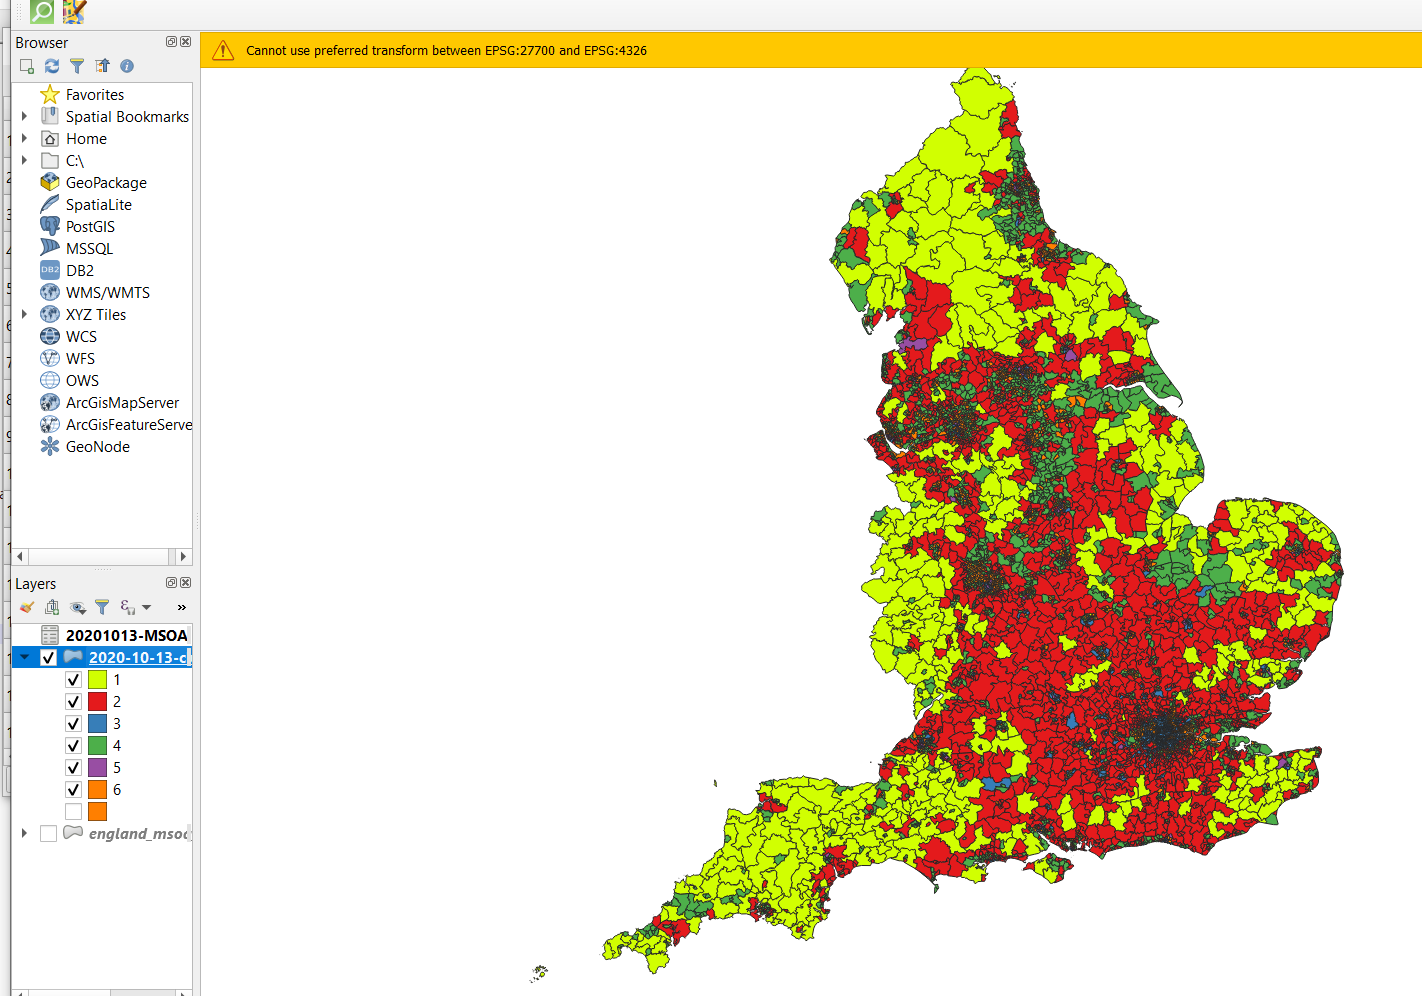 Browser
Cannot use preferred transform between EPSG:27700 and EPSG:4326
Favorites
Spatial Bookmarks
Home
C:\
GeoPackage
SpatiaLite
PostGIS
MSSQL
DB2
DB2
WMS/WMTS
XYZ Tiles
WCS
WFS
OWS
ArcGisMapServer
ArcGisFeatureServe
GeoNode
Layers
»
20201013-MSOA
2020-10-13-c
1
2
3
4
5
6
england_mso